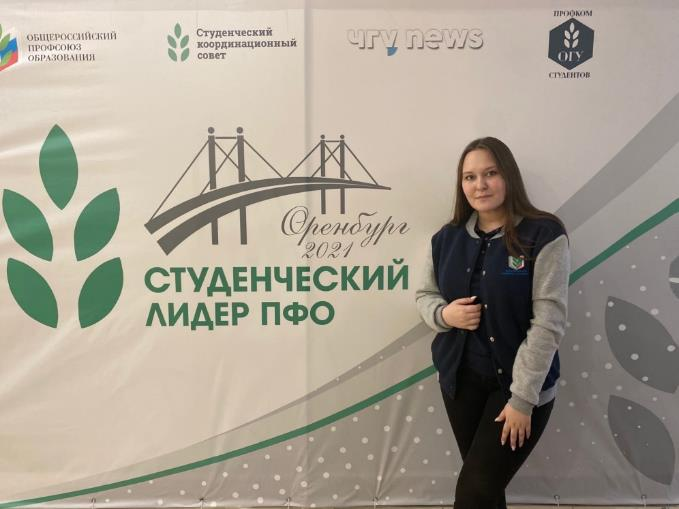 ОБЩЕРОССИЙСКИЙ
ПРОФСОЮЗ
ОБРАЗОВАНИЯ
Студенческий
координационный
совет
ЧГУ news
ПРОФКОМ
ОГУ
СТУДЕНТОВ
Оренбург
2021
СТУДЕНЧЕСКИЙ
ЛИДЕР ПФО